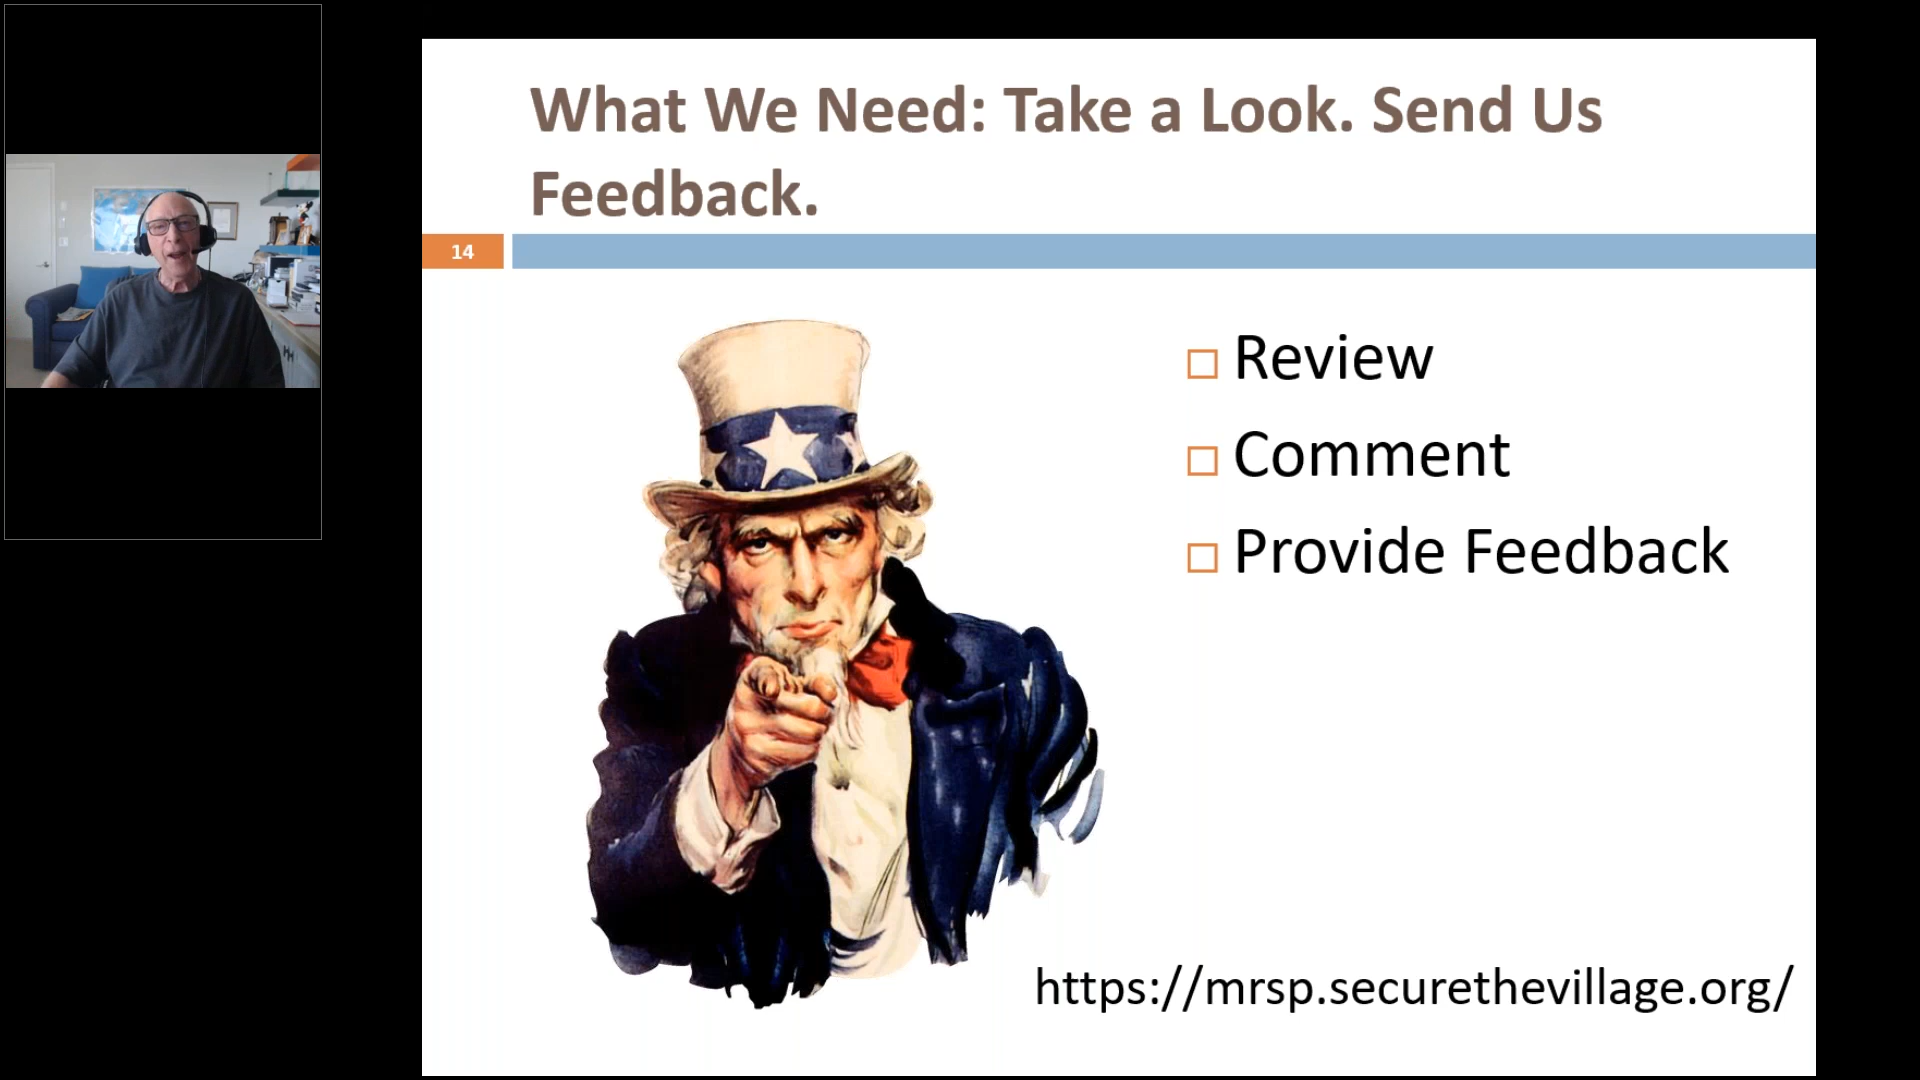 What We Need: Take a Look. Send Us
Feedback.
14
Review
Comment
Provide Feedback
https://mrsp.securethevillage.org/